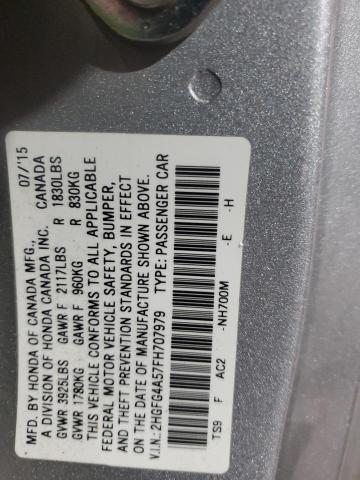 MFD. BY HONDA OF CANADA MFG., 07/'15
A DIVISION OF HONDA CANADA INC. CANADA
GVWR 3925LBS GAWR F 2117LBS R 1830LBS
GVWR 1780KG GAWR F 960KG R 830KG
THIS VEHICLE CONFORMS TO ALL APPLICABLE
FEDERAL MOTOR VEHICLE SAFETY, BUMPER,
AND THEFT PREVENTION STANDARDS IN EFFECT
ON THE DATE OF MANUFACTURE SHOWN ABOVE.
V.I.N.: 2HGFG4A57FH707979 TYPE: PASSENGER CAR
TS9 F AC2 -NH700M -E -H